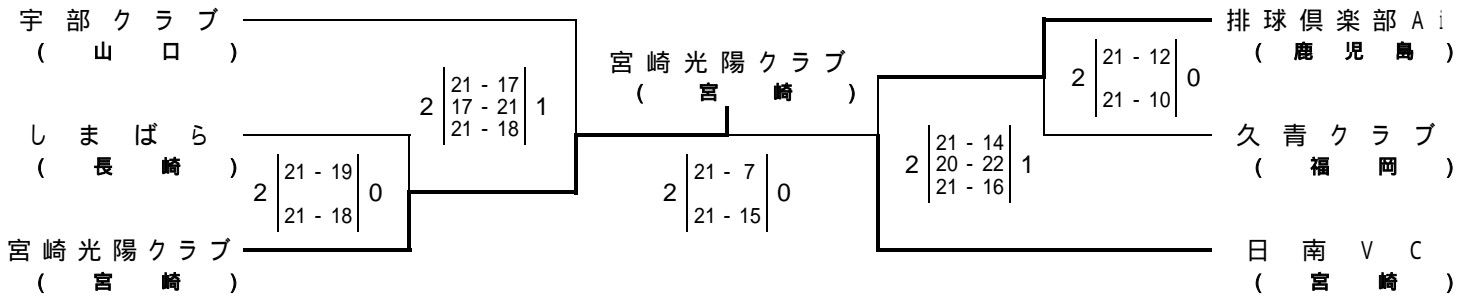 宇部クラブ
(山口)
しまばら
(長崎)
宮崎光陽クラブ
(宮崎)
2 21 - 19 0
21 - 18
2 21 - 17 1
17 - 21
21 - 18
宮崎光陽クラブ
(宮崎)
2 21 - 7 0
21 - 15
2 21 - 14 1
20 - 22
21 - 16
2 21 - 12 0
21 - 10
排球倶楽部Ai
(鹿児島)
久青クラブ
(福岡)
日南VC
(宮崎)